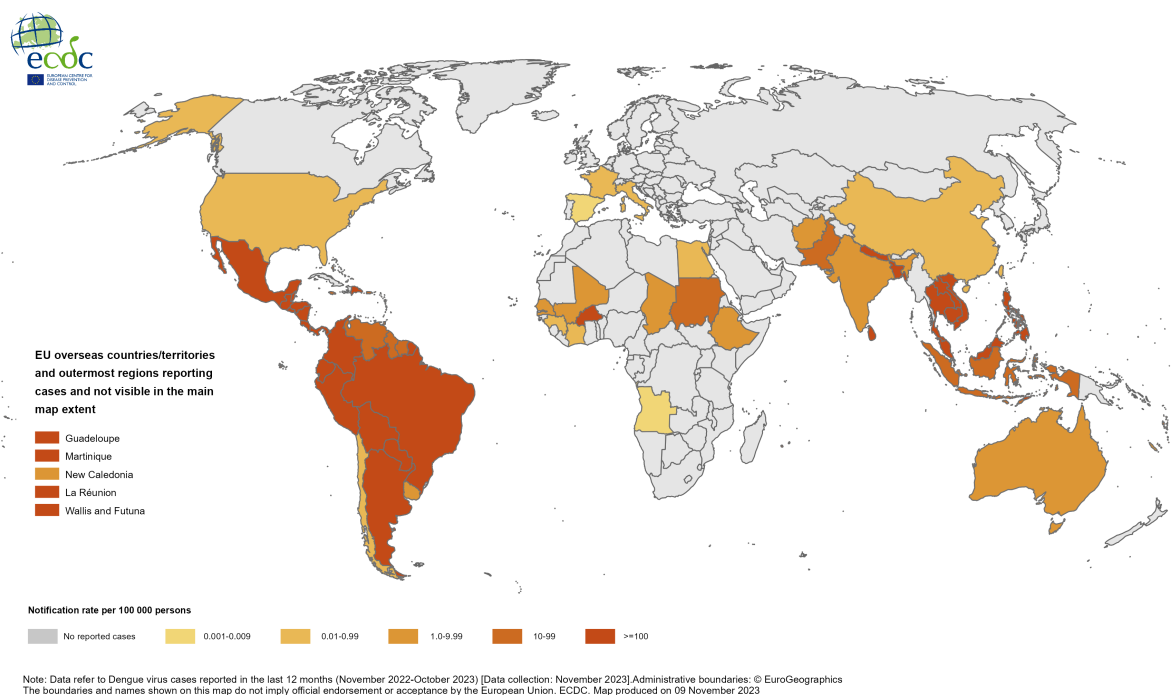 ecdc
EUROPEAN CENTRE FOR
DISEASE PREVENTION
AND CONTROL
EU overseas countries/territories
and outermost regions reporting
cases and not visible in the main
map extent
Guadeloupe
Martinique
New Caledonia
La Réunion
Wallis and Futuna
Notification rate per 100 000 persons
No reported cases
0.001-0.009
0.01-0.99
1.0-9.99
10-99
>=100
Note: Data refer to Dengue virus cases reported in the last 12 months (November 2022-October 2023) [Data collection: November 2023].Administrative boundaries: © EuroGeographics
The boundaries and names shown on this map do not imply official endorsement or acceptance by the European Union. ECDC. Map produced on 09 November 2023